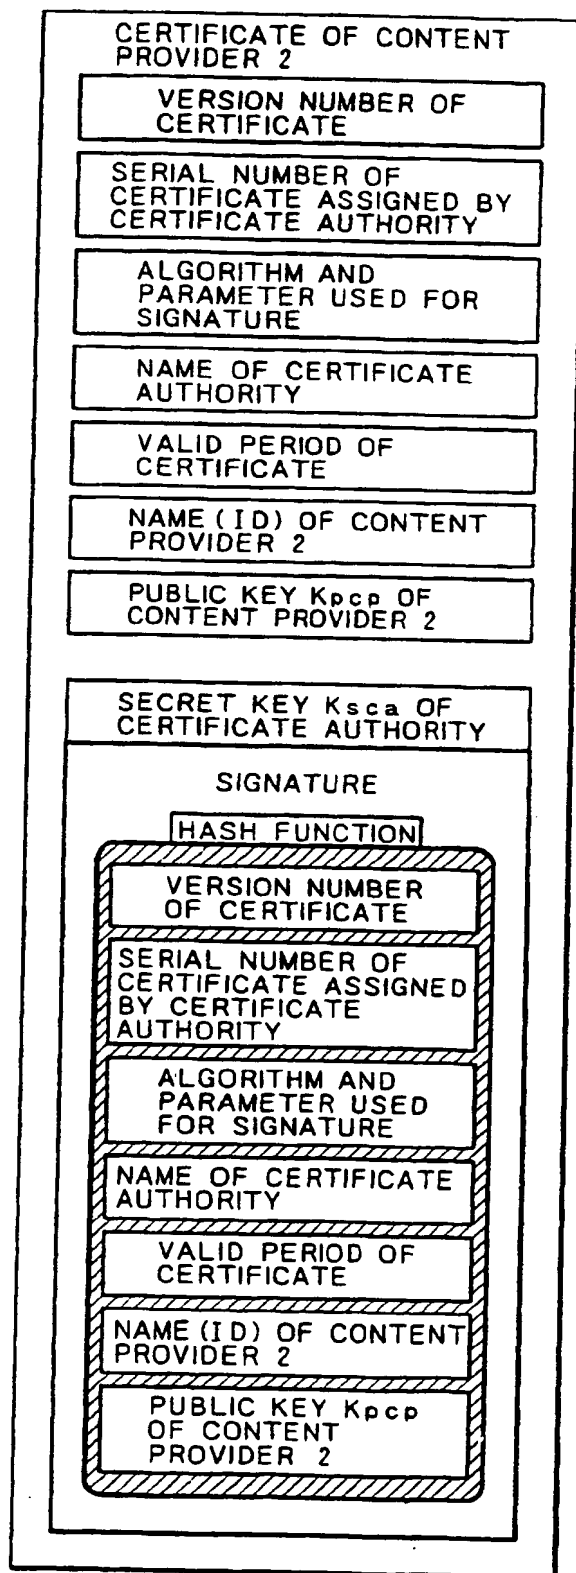 CERTIFICATE OF CONTENT
PROVIDER 2
VERSION NUMBER OF
CERTIFICATE
SERIAL NUMBER OF
CERTIFICATE ASSIGNED BY
CERTIFICATE AUTHORITY
ALGORITHM AND
PARAMETER USED FOR
SIGNATURE
NAME OF CERTIFICATE
AUTHORITY
VALID PERIOD OF
CERTIFICATE
NAME (ID) OF CONTENT
PROVIDER 2
PUBLIC KEY Kpcp OF
CONTENT PROVIDER 2
SECRET KEY Ksca OF
CERTIFICATE AUTHORITY
SIGNATURE
HASH FUNCTION
VERSION NUMBER
OF CERTIFICATE
SERIAL NUMBER OF
CERTIFICATE ASSIGNED
BY CERTIFICATE
AUTHORITY
ALGORITHM AND
PARAMETER USED
FOR SIGNATURE
NAME OF CERTIFICATE
AUTHORITY
VALID PERIOD OF
CERTIFICATE
NAME (ID) OF CONTENT
PROVIDER 2
PUBLIC KEY Kpcp
OF CONTENT
PROVIDER 2